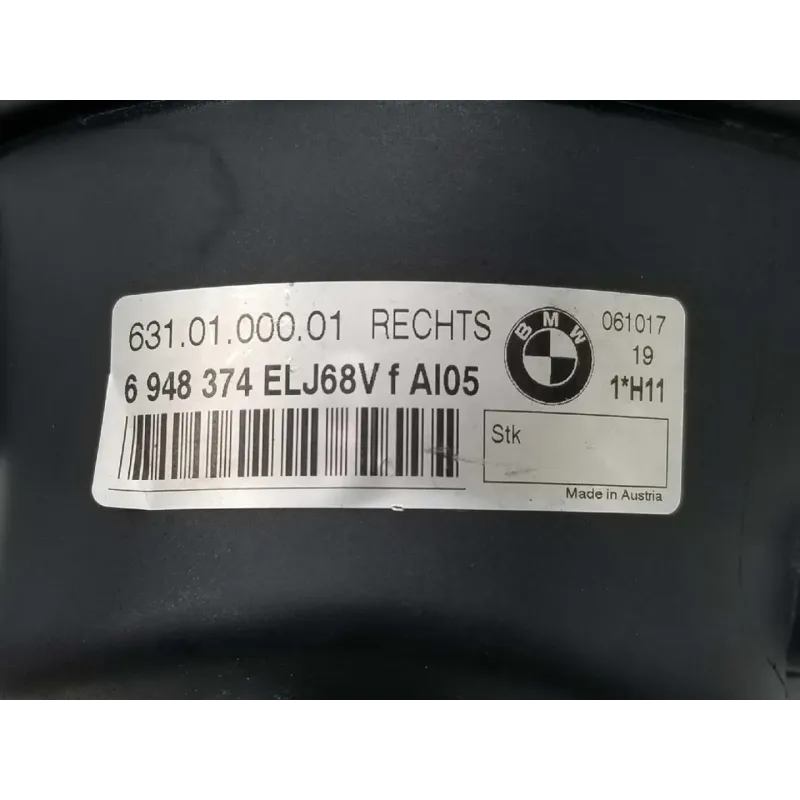 631.01.000.01 RECHTS
6 948 374 ELJ68V f AI05
BMW
061017
19
1*H11
Stk
Made in Austria